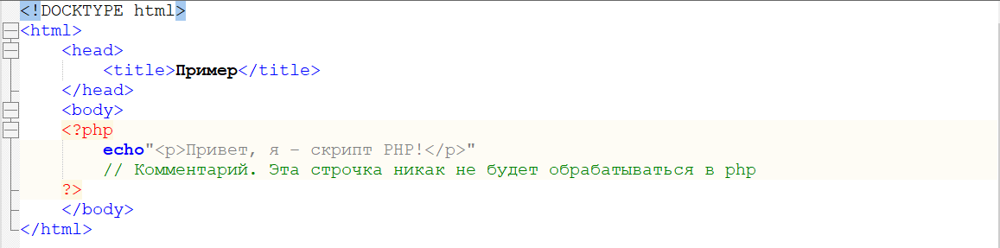 <!DOCKTYPE html>
<html>
<head>
<title>Пример</title>
</head>
<body>
<?php
echo"<p>Привет, я – скрипт PHP!</p>"
// Комментарий. Эта строчка никак не будет обрабатываться в php
?>
</body>
</html>